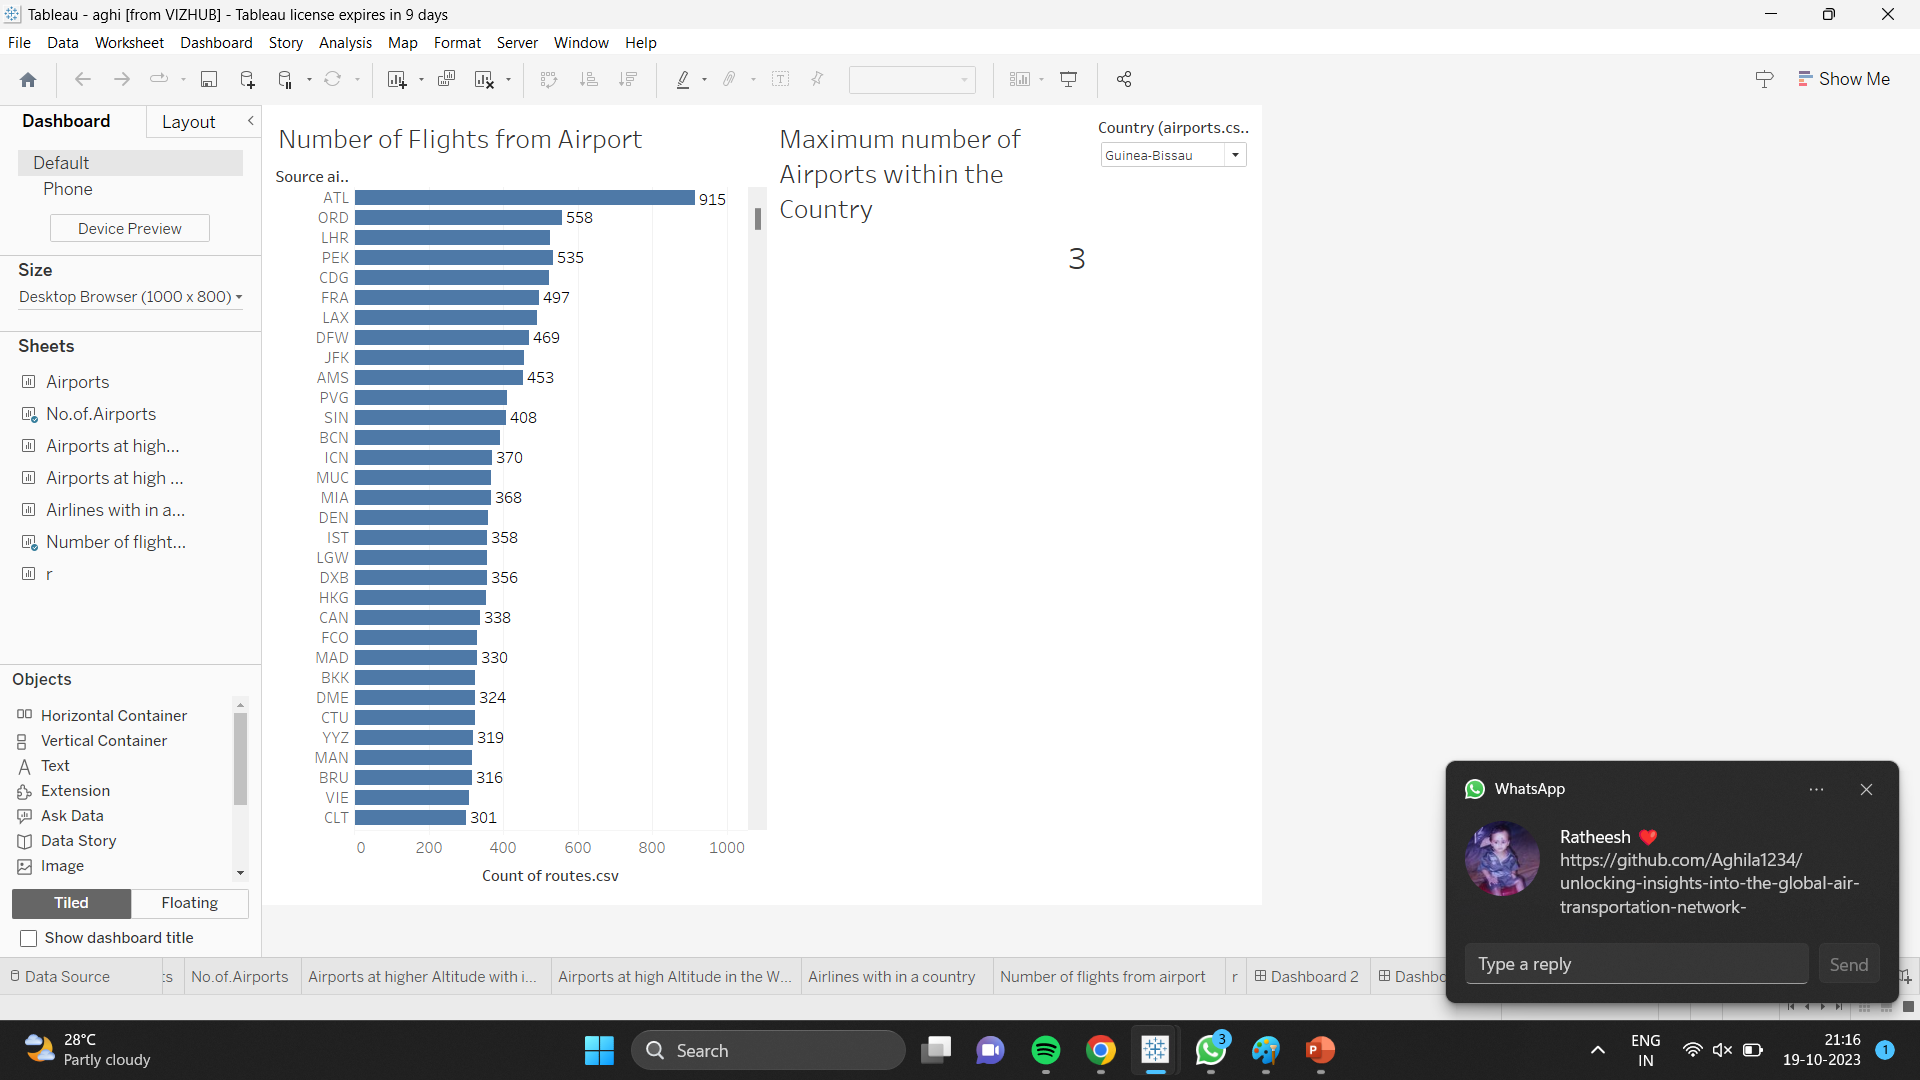 Tableau - aghi [from VIZHUB] - Tableau license expires in 9 days
File Data Worksheet Dashboard Story Analysis Map Format Server Window Help
Show Me
Dashboard Layout
Default
Phone
Device Preview
Size
Desktop Browser (1000 x 800)
Sheets
Airports
No.of.Airports
Airports at high...
Airports at high ...
Airlines with in a...
Number of flight...
r
Objects
Horizontal Container
Vertical Container
Text
Extension
Ask Data
Data Story
Image
Tiled Floating
Show dashboard title
Number of Flights from Airport
Source ai..
ATL 915
ORD 558
LHR
PEK 535
CDG
FRA 497
LAX
DFW 469
JFK
AMS 453
PVG
SIN 408
BCN
ICN 370
MUC
MIA 368
DEN
IST 358
LGW
DXB 356
HKG
CAN 338
FCO
MAD 330
BKK
DME 324
CTU
YYZ 319
MAN
BRU 316
VIE
CLT 301
0 200 400 600 800 1000
Count of routes.csv
Maximum number of
Airports within the
Country
3
Country (airports.cs..
Guinea-Bissau
WhatsApp
Ratheesh
https://github.com/Aghila1234/
unlocking-insights-into-the-global-air-
transportation-network-
Type a reply Send
Data Source ts No.of.Airports Airports at higher Altitude with i... Airports at high Altitude in the W... Airlines with in a country Number of flights from airport r Dashboard 2 Dashbo
28°C
Partly cloudy
Search
3
ENG
IN
21:16
19-10-2023
1